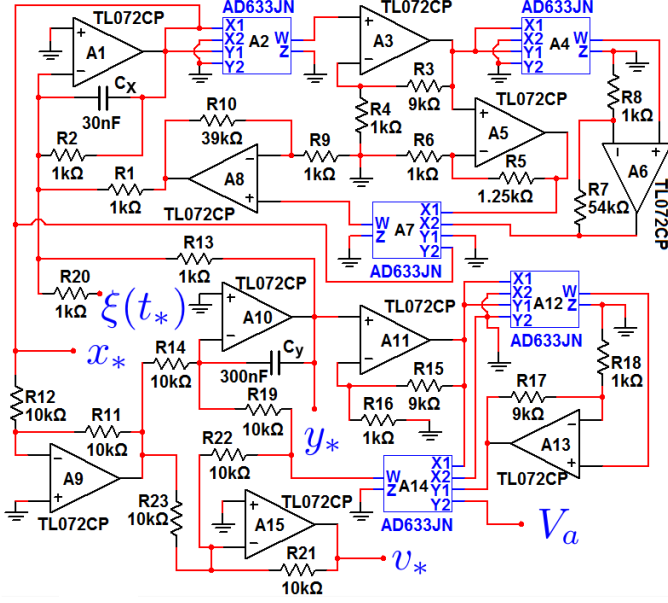 TL072CP
AD633JN
TL072CP
AD633JN
A1
X1
X2
Y1
Y2
A2
W
Z
A3
X1
X2
Y1
Y2
A4
W
Z
Cx
30nF
R3
9kΩ
TL072CP
R8
1kΩ
R10
39kΩ
R4
1kΩ
A5
R2
1kΩ
R9
1kΩ
R6
1kΩ
R5
1.25kΩ
A6
TL072CP
R1
1kΩ
A8
R7
54kΩ
TL072CP
W
Z
A7
X1
X2
Y1
Y2
AD633JN
R13
1kΩ
R20
1kΩ
ξ(t*)
TL072CP
AD633JN
A10
TL072CP
A11
X1
X2
Y1
Y2
A12
W
Z
x*
R14
10kΩ
Cy
300nF
R12
10kΩ
R11
10kΩ
R19
10kΩ
R15
9kΩ
R16
1kΩ
R17
9kΩ
R18
1kΩ
y*
A9
TL072CP
R22
10kΩ
A13
TL072CP
W
Z
A14
X1
X2
Y1
Y2
AD633JN
R23
10kΩ
TL072CP
A15
Va
R21
10kΩ
v*